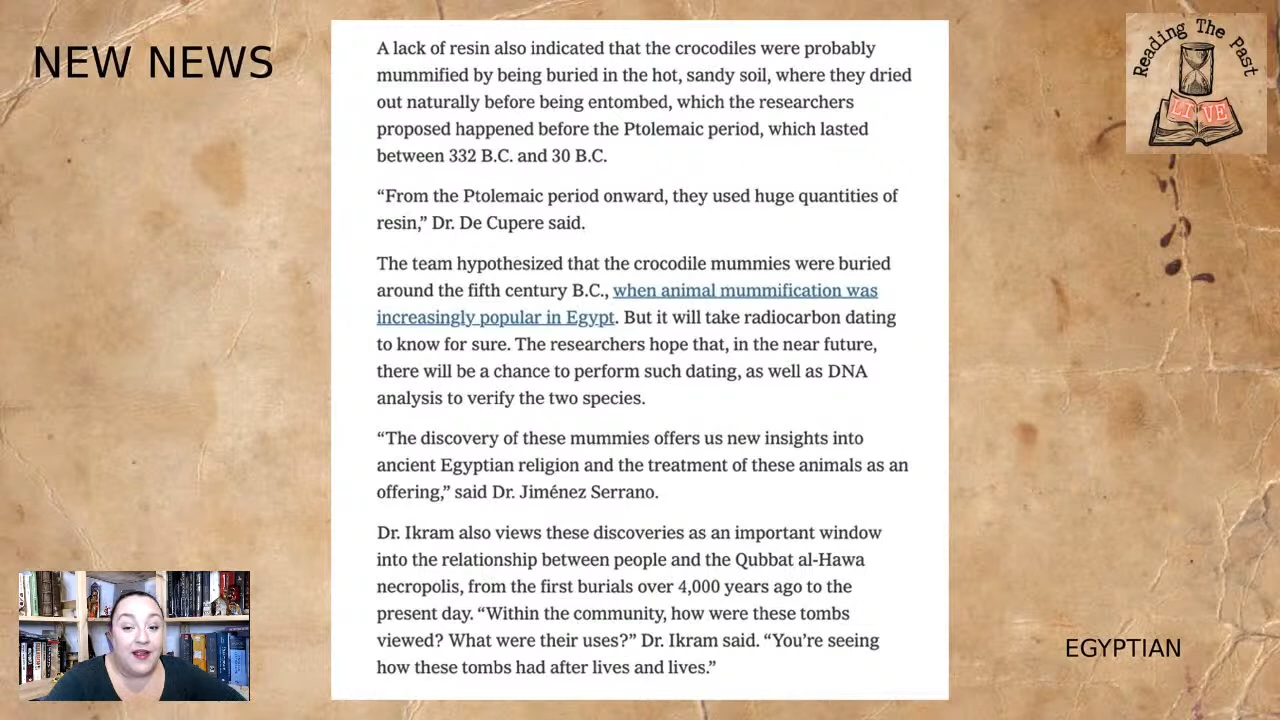 NEW NEWS
A lack of resin also indicated that the crocodiles were probably
mummified by being buried in the hot, sandy soil, where they dried
out naturally before being entombed, which the researchers
proposed happened before the Ptolemaic period, which lasted
between 332 B.C. and 30 B.C.
“From the Ptolemaic period onward, they used huge quantities of
resin,” Dr. De Cupere said.
The team hypothesized that the crocodile mummies were buried
around the fifth century B.C., when animal mummification was
increasingly popular in Egypt. But it will take radiocarbon dating
to know for sure. The researchers hope that, in the near future,
there will be a chance to perform such dating, as well as DNA
analysis to verify the two species.
“The discovery of these mummies offers us new insights into
ancient Egyptian religion and the treatment of these animals as an
offering,” said Dr. Jiménez Serrano.
Dr. Ikram also views these discoveries as an important window
into the relationship between people and the Qubbat al-Hawa
necropolis, from the first burials over 4,000 years ago to the
present day. “Within the community, how were these tombs
viewed? What were their uses?” Dr. Ikram said. “You’re seeing
how these tombs had after lives and lives.”
Reading The Past
LIVE
EGYPTIAN